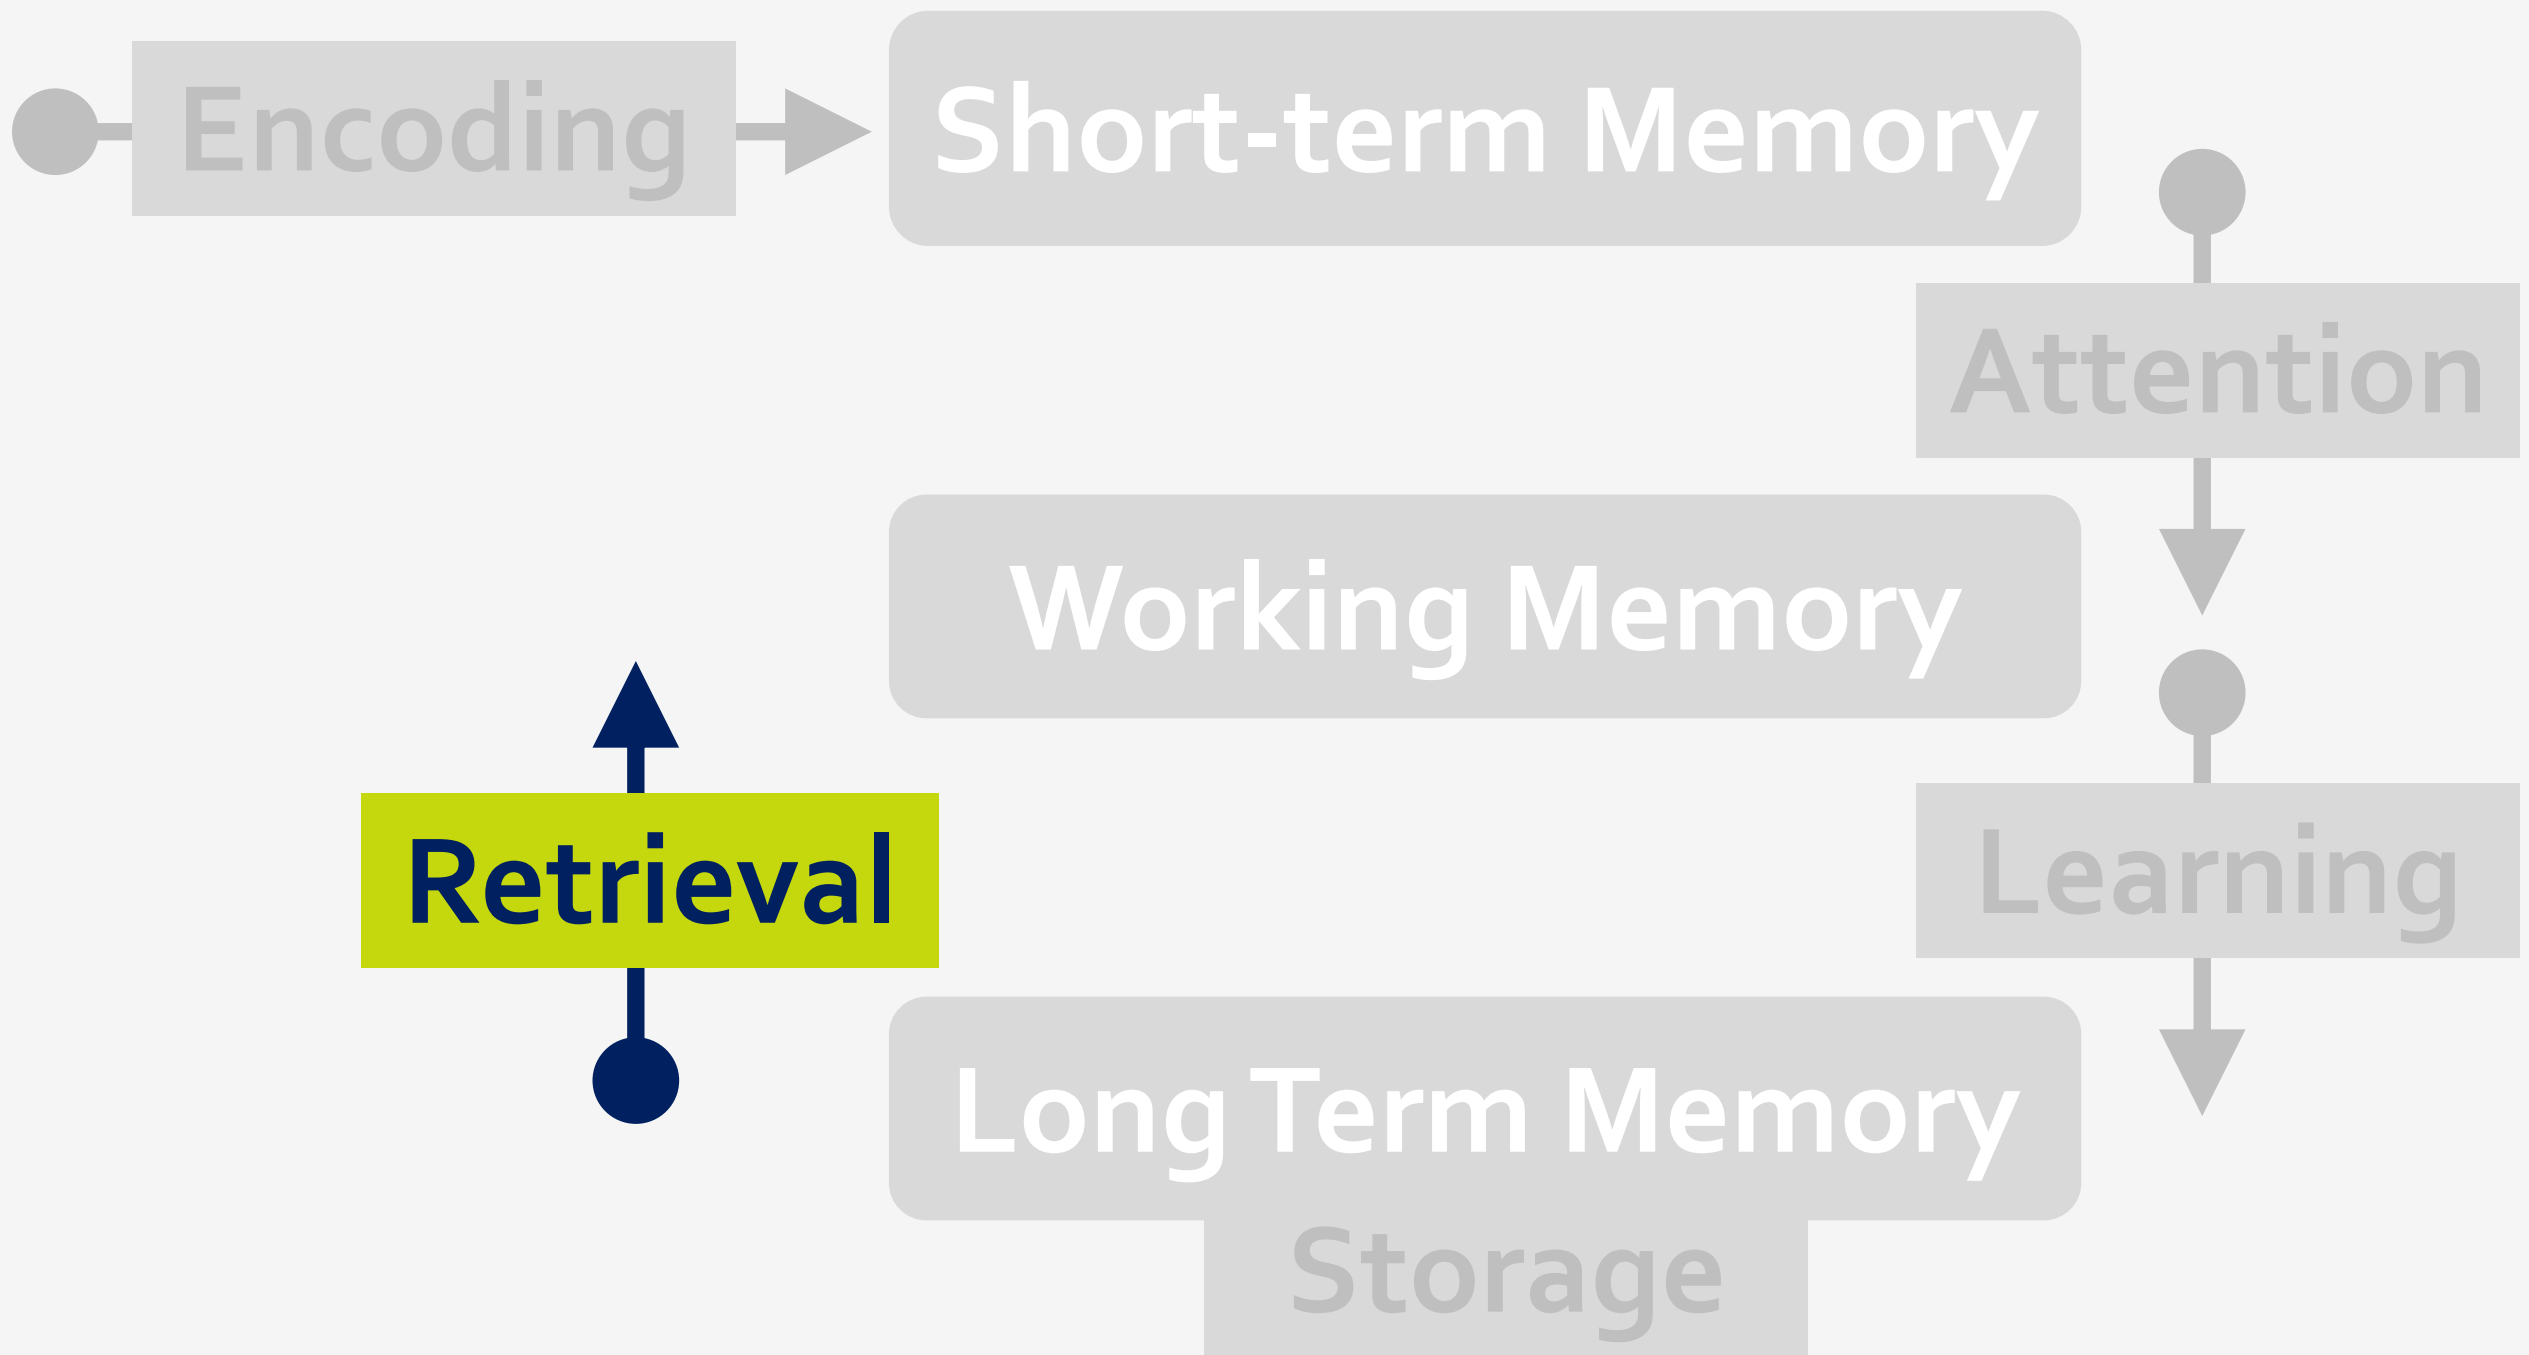 Encoding
Short-term Memory
Attention
Working Memory
Retrieval
Learning
Long Term Memory
Storage